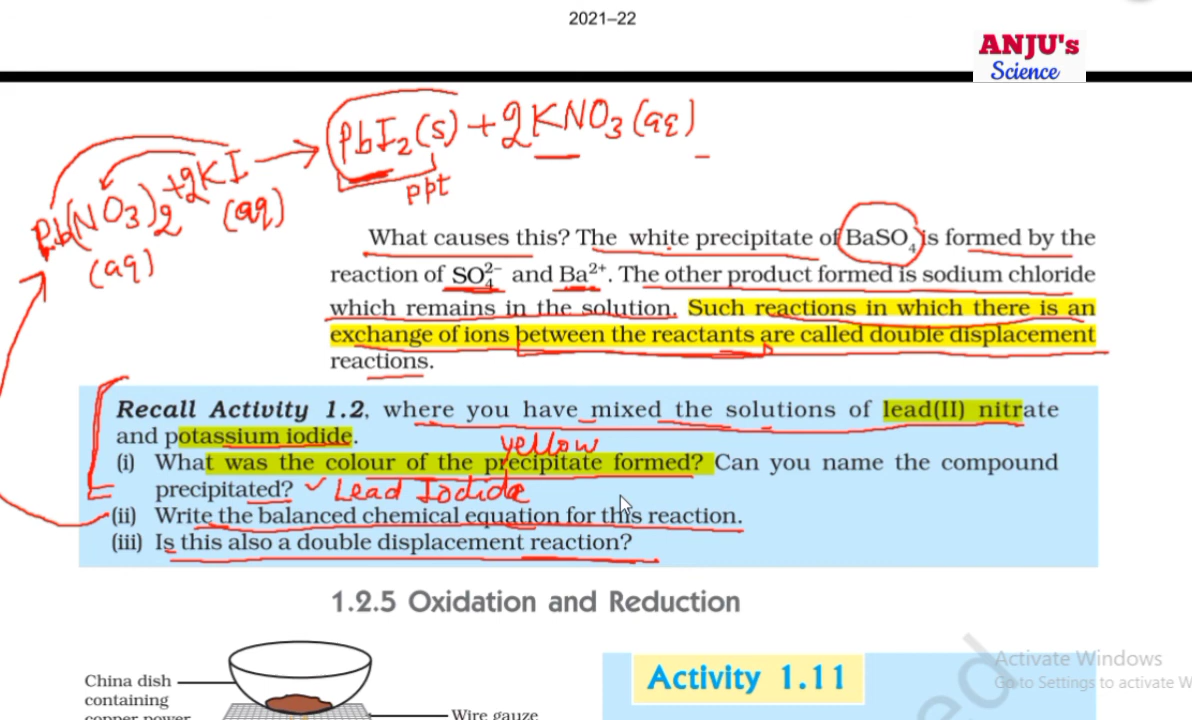 2021–22
ANJU's
Science
PbI₂(s) + 2KNO₃(aq)
ppt
Pb(NO₃)₂ + 2KI
(aq)
(aq)
What causes this? The white precipitate of BaSO₄ is formed by the
reaction of SO₄²⁻ and Ba²⁺. The other product formed is sodium chloride
which remains in the solution. Such reactions in which there is an
exchange of ions between the reactants are called double displacement
reactions.
Recall Activity 1.2, where you have mixed the solutions of lead(II) nitrate
and potassium iodide.
yellow
(i) What was the colour of the precipitate formed? Can you name the compound
precipitated? ✓ Lead Iodide
(ii) Write the balanced chemical equation for this reaction.
(iii) Is this also a double displacement reaction?
1.2.5 Oxidation and Reduction
China dish
containing
copper power
Wire gauze
Activity 1.11
ed
Activate Windows
Go to Settings to activate W